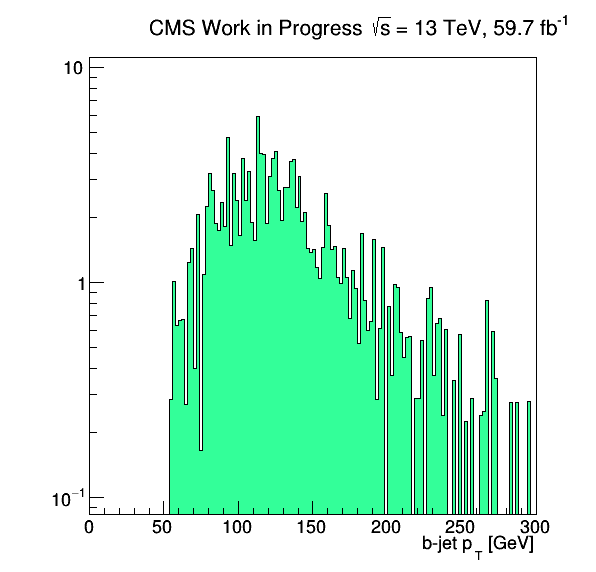 CMS Work in Progress √s = 13 TeV, 59.7 fb⁻¹
10
1
10⁻¹
0 50 100 150 200 250 300
b-jet p_T [GeV]